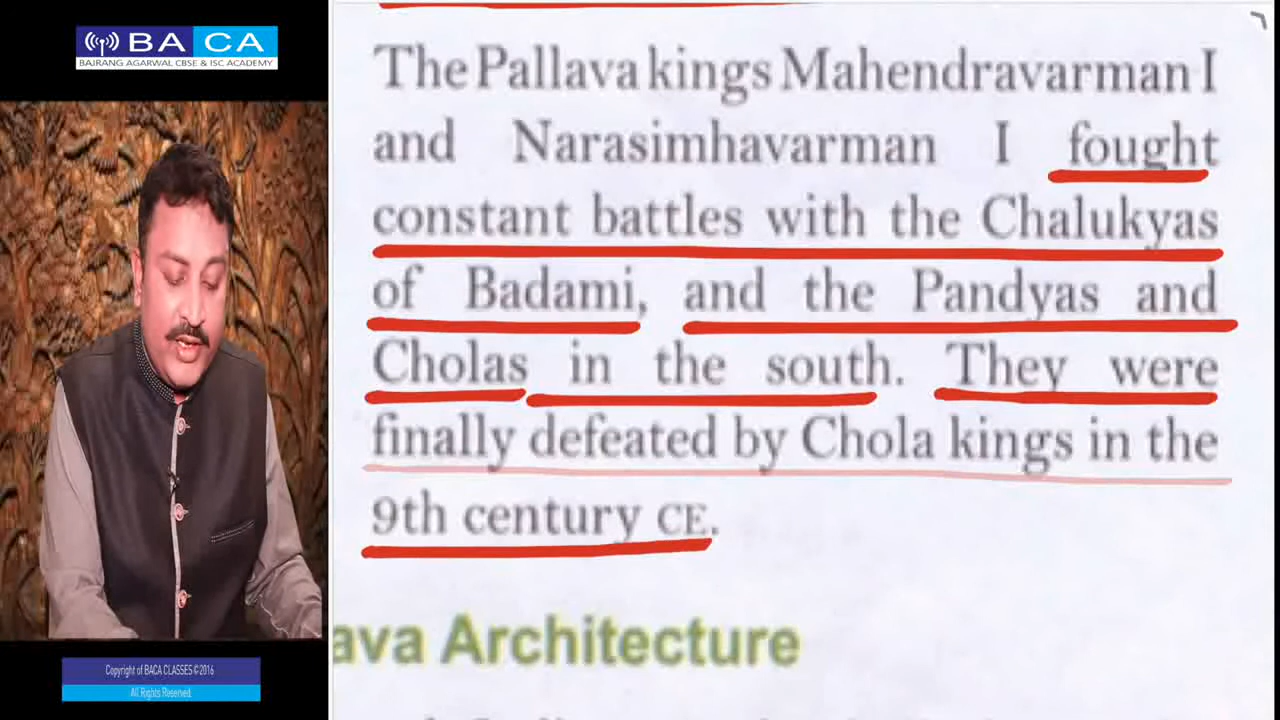 BACA
BAJRANG AGARWAL CBSE & ISC ACADEMY
The Pallava kings Mahendravarman I
and Narasimhavarman I fought
constant battles with the Chalukyas
of Badami, and the Pandyas and
Cholas in the south. They were
finally defeated by Chola kings in the
9th century CE.
ava Architecture
Copyright of BACA CLASSES ©2016
All Rights Reserved.